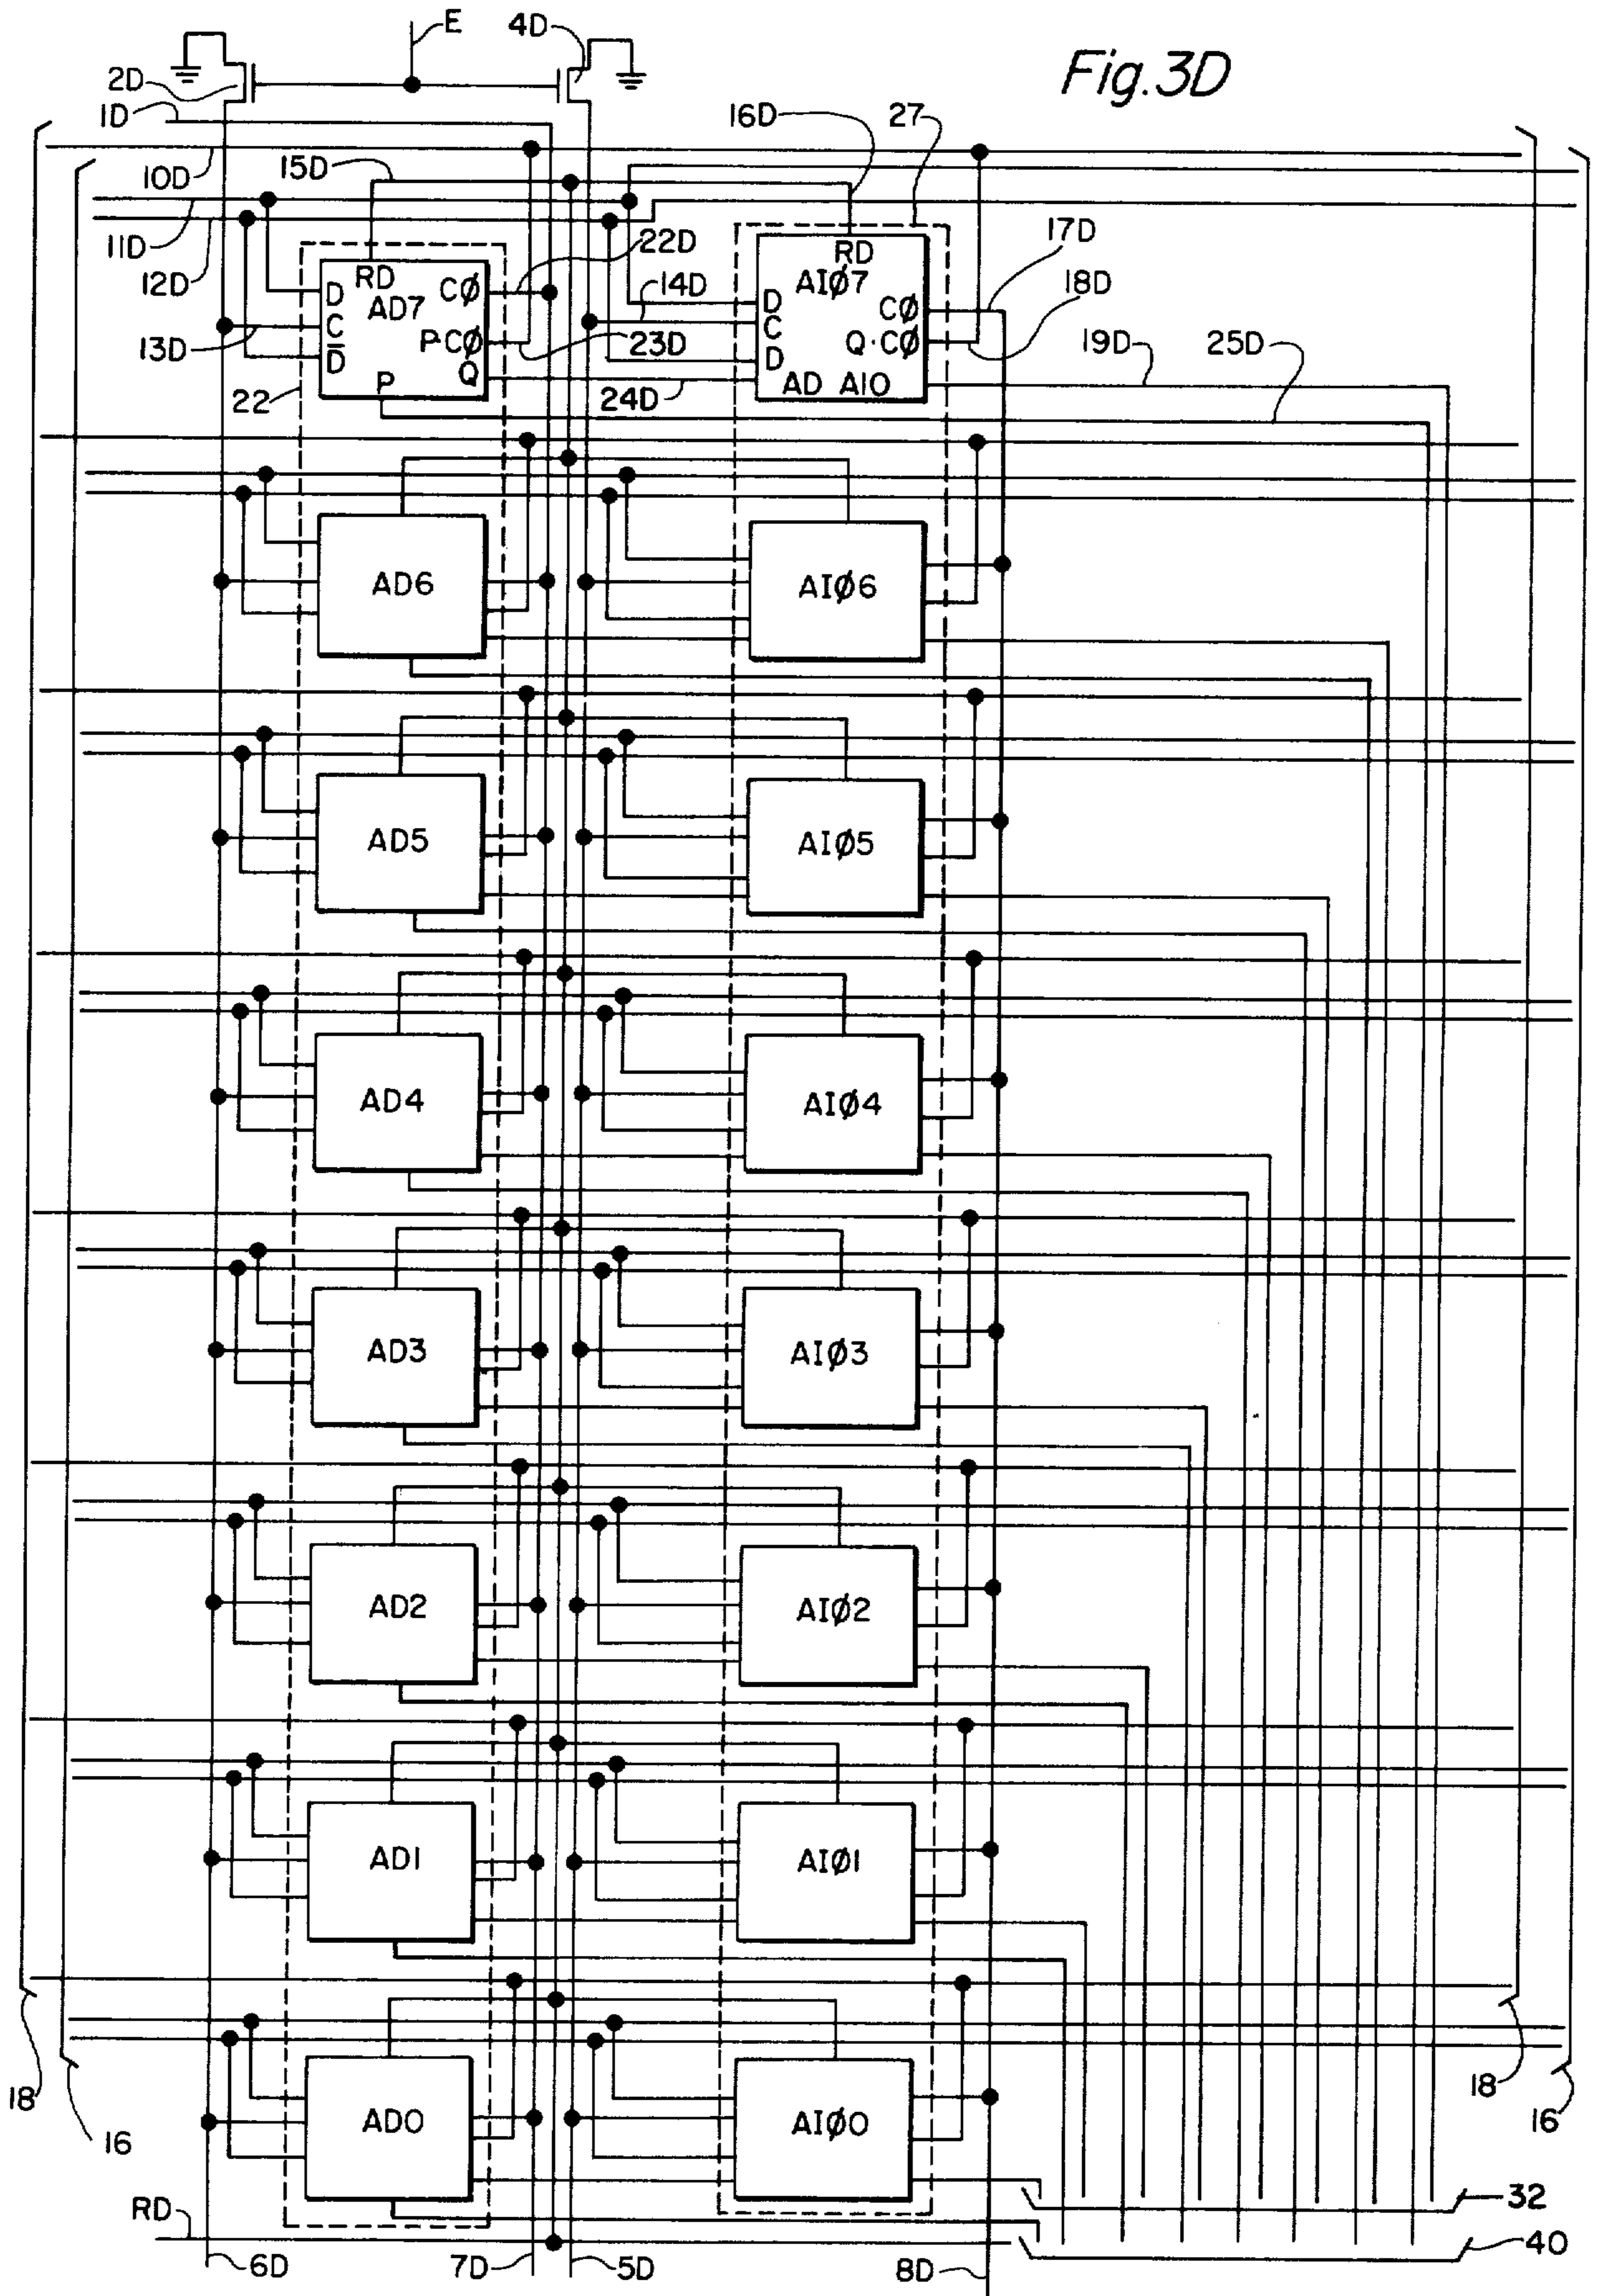 E
4D
Fig. 3D
2D
1D
16D
27
10D
15D
11D
12D
22D
17D
RD
RD
14D
18D
D
AD7
CØ
AIØ7
D
CØ
C
C
13D
P·CØ
23D
Q·CØ
19D
25D
D̅
D
22
P
Q
24D
AD AIO
AD6
AIØ6
AD5
AIØ5
AD4
AIØ4
AD3
AIØ3
AD2
AIØ2
AD1
AIØ1
18
18
16
AD0
AIØ0
16
RD
32
6D
7D
5D
8D
40